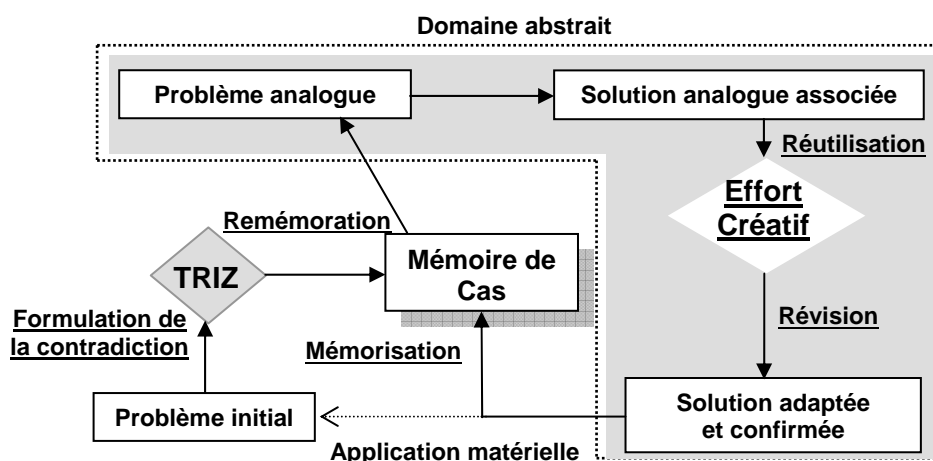 Domaine abstrait
Problème analogue
Solution analogue associée
Réutilisation
Effort
Créatif
Remémoration
TRIZ
Mémoire de
Cas
Formulation de
la contradiction
Révision
Mémorisation
Problème initial
Solution adaptée
et confirmée
Application matérielle